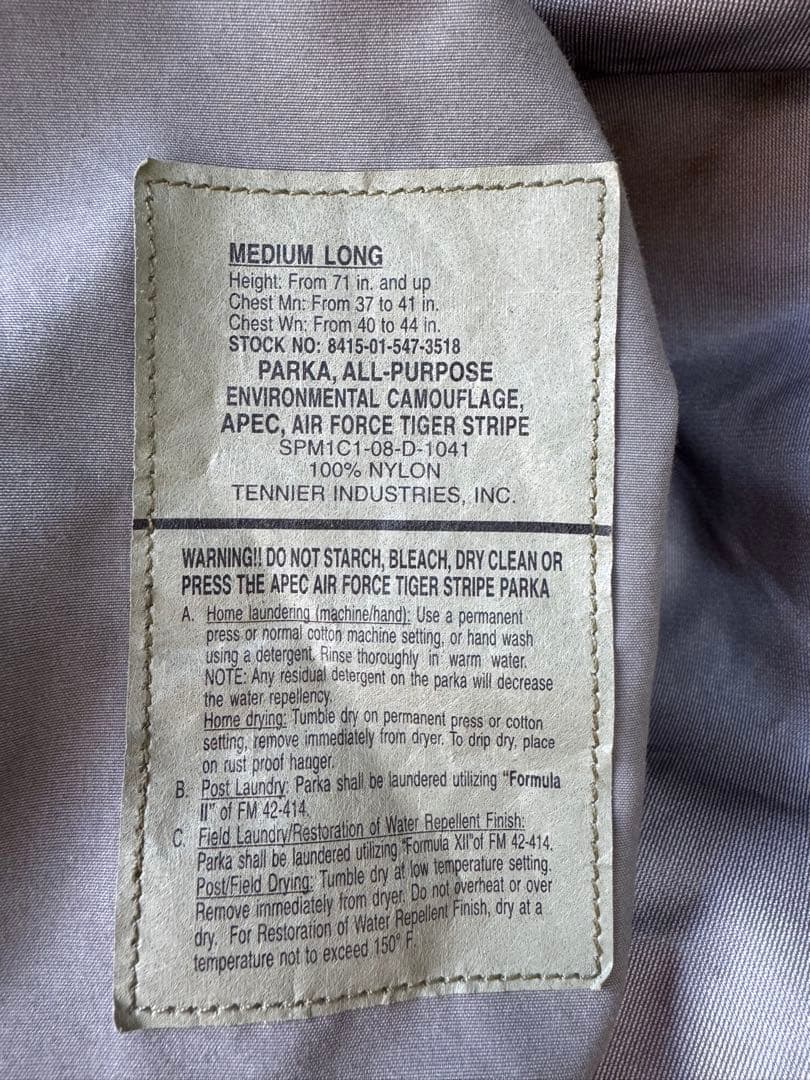 MEDIUM LONG
Height: From 71 in. and up
Chest Mn: From 37 to 41 in.
Chest Wn: From 40 to 44 in.
STOCK NO: 8415-01-547-3518
PARKA, ALL-PURPOSE
ENVIRONMENTAL CAMOUFLAGE,
APEC, AIR FORCE TIGER STRIPE
SPM1C1-08-D-1041
100% NYLON
TENNIER INDUSTRIES, INC.
WARNING!! DO NOT STARCH, BLEACH, DRY CLEAN OR
PRESS THE APEC AIR FORCE TIGER STRIPE PARKA
A. Home laundering (machine/hand): Use a permanent
press or normal cotton machine setting, or hand wash
using a detergent. Rinse thoroughly in warm water.
NOTE: Any residual detergent on the parka will decrease
the water repellency.
Home drying: Tumble dry on permanent press or cotton
setting, remove immediately from dryer. To drip dry, place
on rust proof hanger.
B. Post Laundry: Parka shall be laundered utilizing "Formula
II" of FM 42-414.
C. Field Laundry/Restoration of Water Repellent Finish:
Parka shall be laundered utilizing "Formula XII"of FM 42-414.
Post/Field Drying: Tumble dry at low temperature setting.
Remove immediately from dryer. Do not overheat or over
dry. For Restoration of Water Repellent Finish, dry at a
temperature not to exceed 150° F.